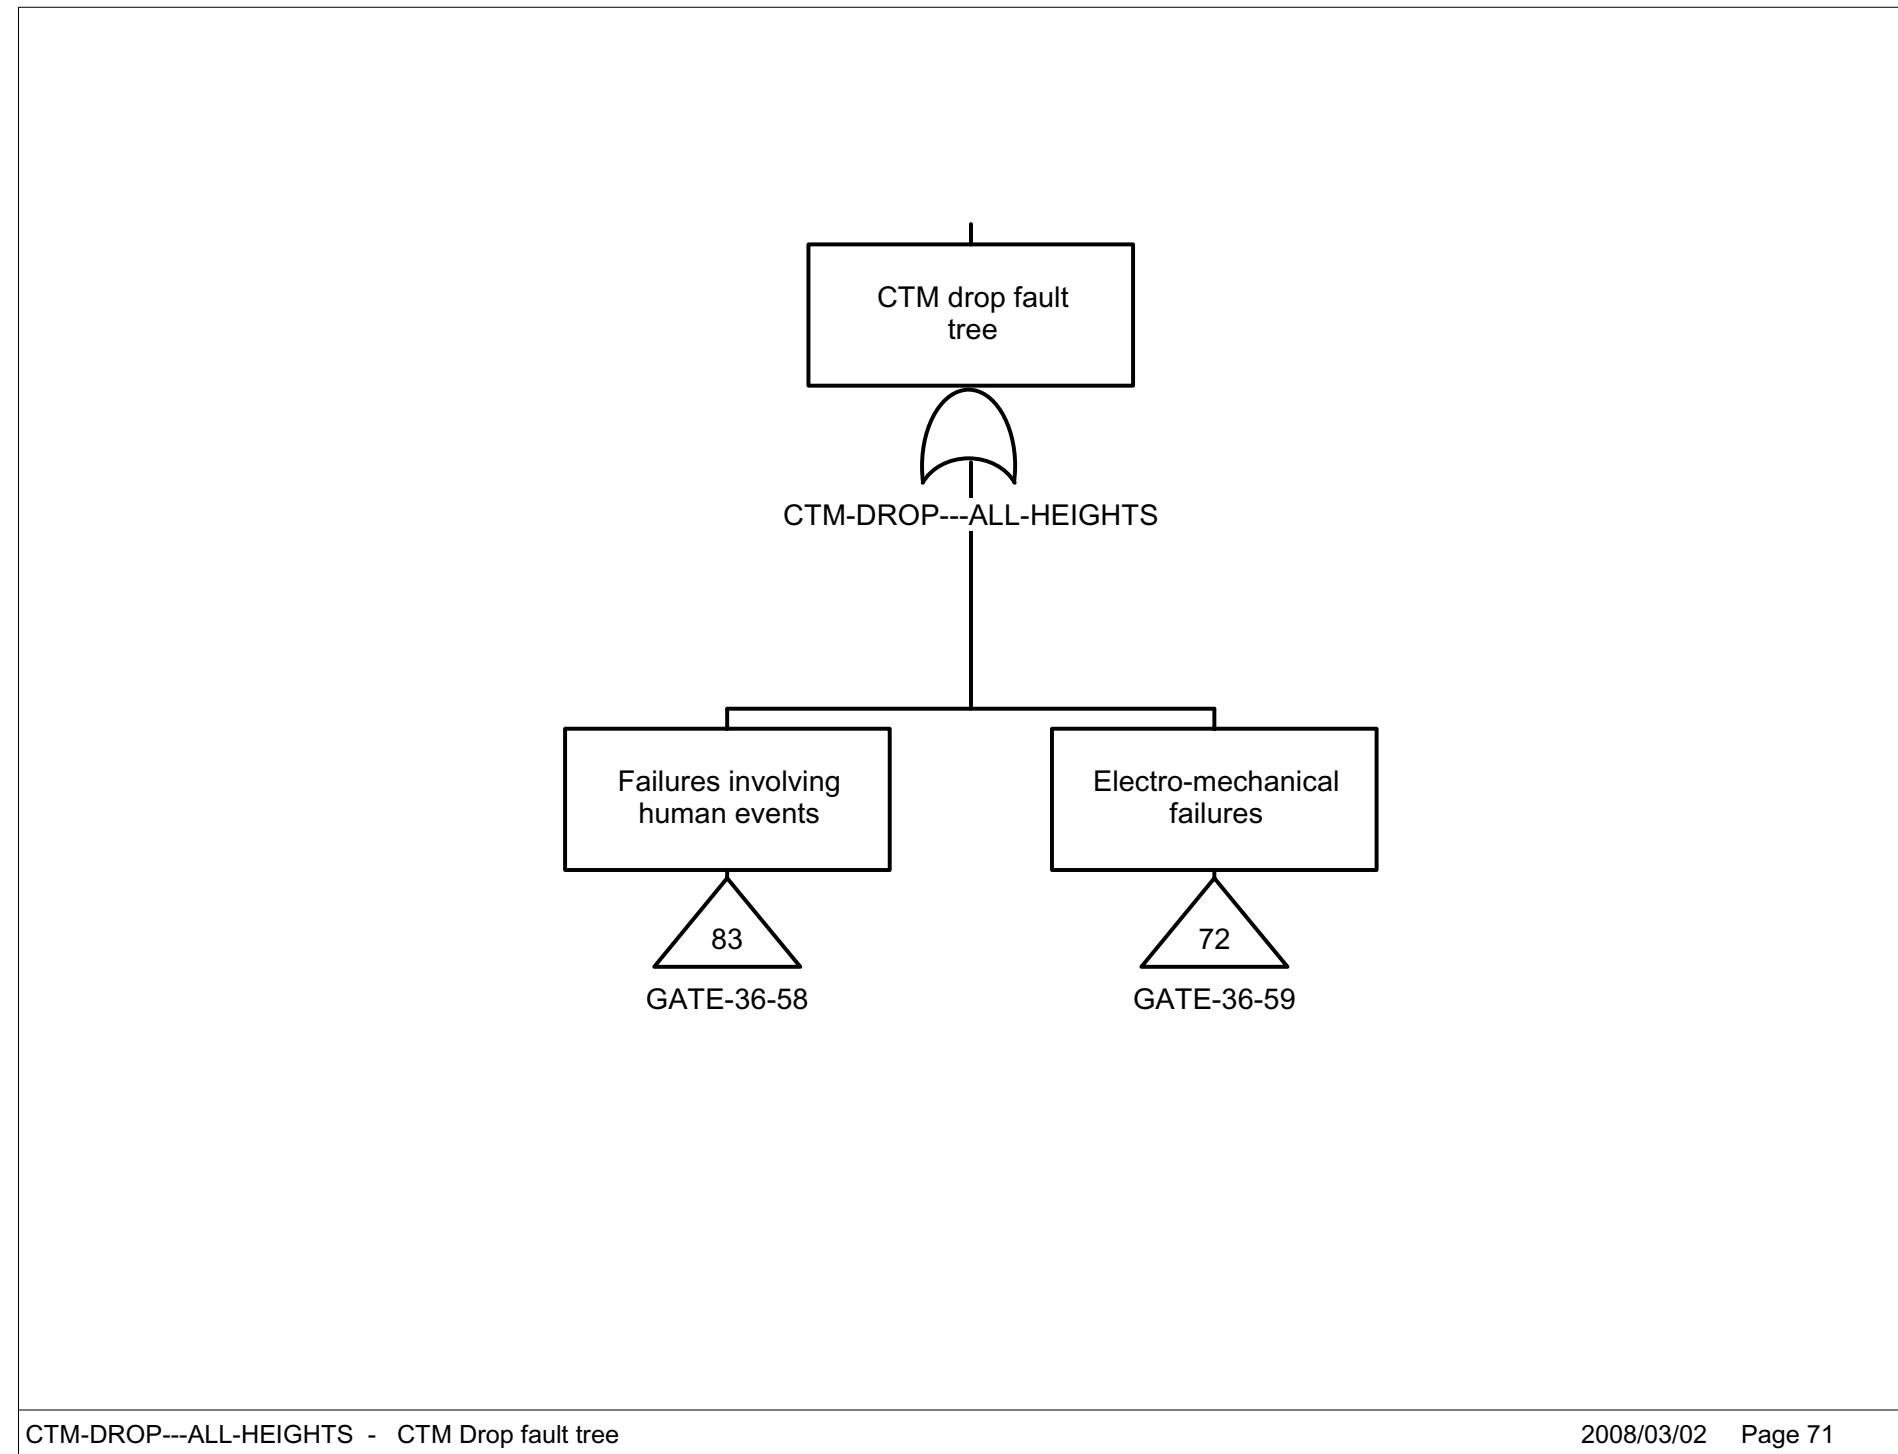 CTM drop fault
tree
CTM-DROP---ALL-HEIGHTS
Failures involving
human events
83
GATE-36-58
Electro-mechanical
failures
72
GATE-36-59
CTM-DROP---ALL-HEIGHTS - CTM Drop fault tree
2008/03/02 Page 71